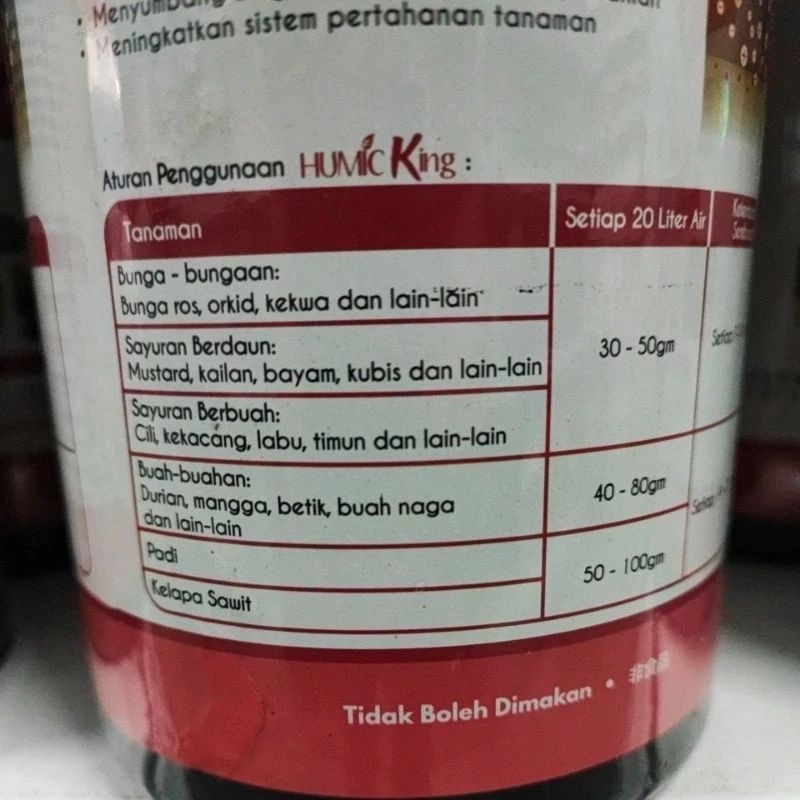 • Menyumbang
• Meningkatkan sistem pertahanan tanaman
Aturan Penggunaan HUMIC King :
Tanaman
Setiap 20 Liter Air
Bunga - bungaan:
Bunga ros, orkid, kekwa dan lain-lain
Sayuran Berdaun:
Mustard, kailan, bayam, kubis dan lain-lain
30 - 50gm
Setiap
Sayuran Berbuah:
Cili, kekacang, labu, timun dan lain-lain
Buah-buahan:
Durian, mangga, betik, buah naga
dan lain-lain
40 - 80gm
Setiap
Padi
Kelapa Sawit
50 - 100gm
Tidak Boleh Dimakan • 非食品